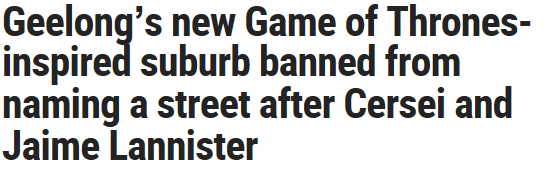 Geelong’s new Game of Thrones-
inspired suburb banned from
naming a street after Cersei and
Jaime Lannister